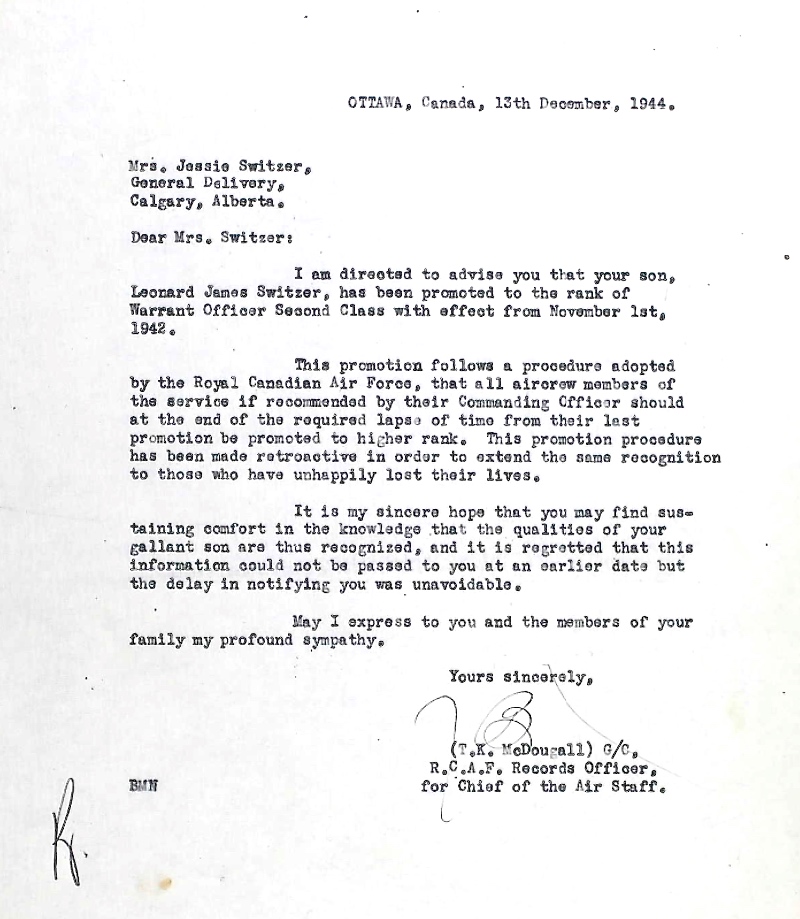 OTTAWA, Canada, 13th December, 1944.
Mrs. Jessie Switzer,
General Delivery,
Calgary, Alberta.
Dear Mrs. Switzer:
I am directed to advise you that your son,
Leonard James Switzer, has been promoted to the rank of
Warrant Officer Second Class with effect from November 1st,
1942.
This promotion follows a procedure adopted
by the Royal Canadian Air Force, that all aircrew members of
the service if recommended by their Commanding Officer should
at the end of the required lapse of time from their last
promotion be promoted to higher rank. This promotion procedure
has been made retroactive in order to extend the same recognition
to those who have unhappily lost their lives.
It is my sincere hope that you may find sus-
taining comfort in the knowledge that the qualities of your
gallant son are thus recognized, and it is regretted that this
information could not be passed to you at an earlier date but
the delay in notifying you was unavoidable.
May I express to you and the members of your
family my profound sympathy.
Yours sincerely,
(T.K. McDougall) G/C,
R.C.A.F. Records Officer,
for Chief of the Air Staff.
BMN